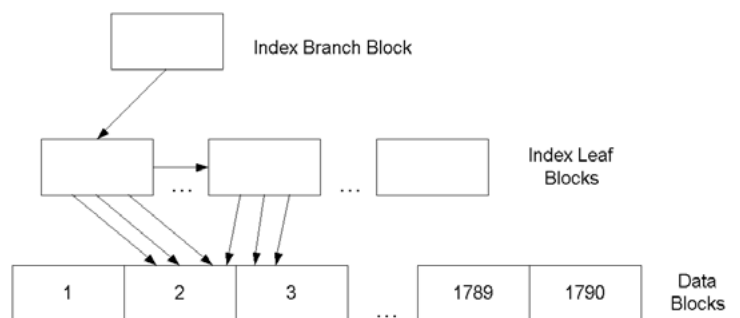 Index Branch Block
Index Leaf
Blocks
...
...
1
2
3
...
1789
1790
Data
Blocks